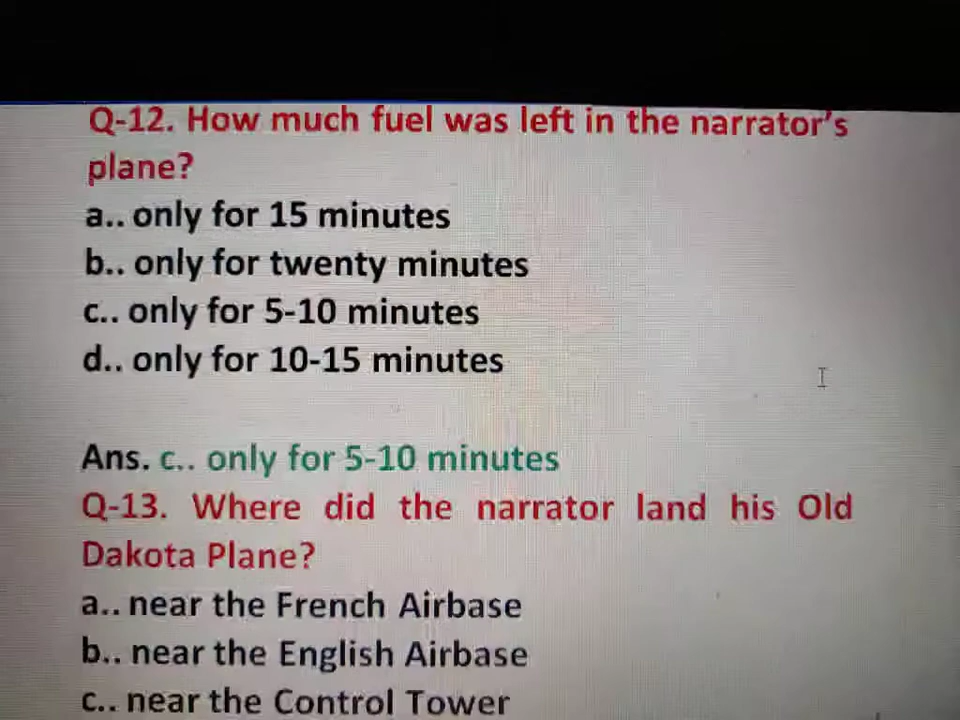 Q-12. How much fuel was left in the narrator's
plane?
a.. only for 15 minutes
b.. only for twenty minutes
c.. only for 5-10 minutes
d.. only for 10-15 minutes
Ans. c.. only for 5-10 minutes
Q-13. Where did the narrator land his Old
Dakota Plane?
a.. near the French Airbase
b.. near the English Airbase
c.. near the Control Tower